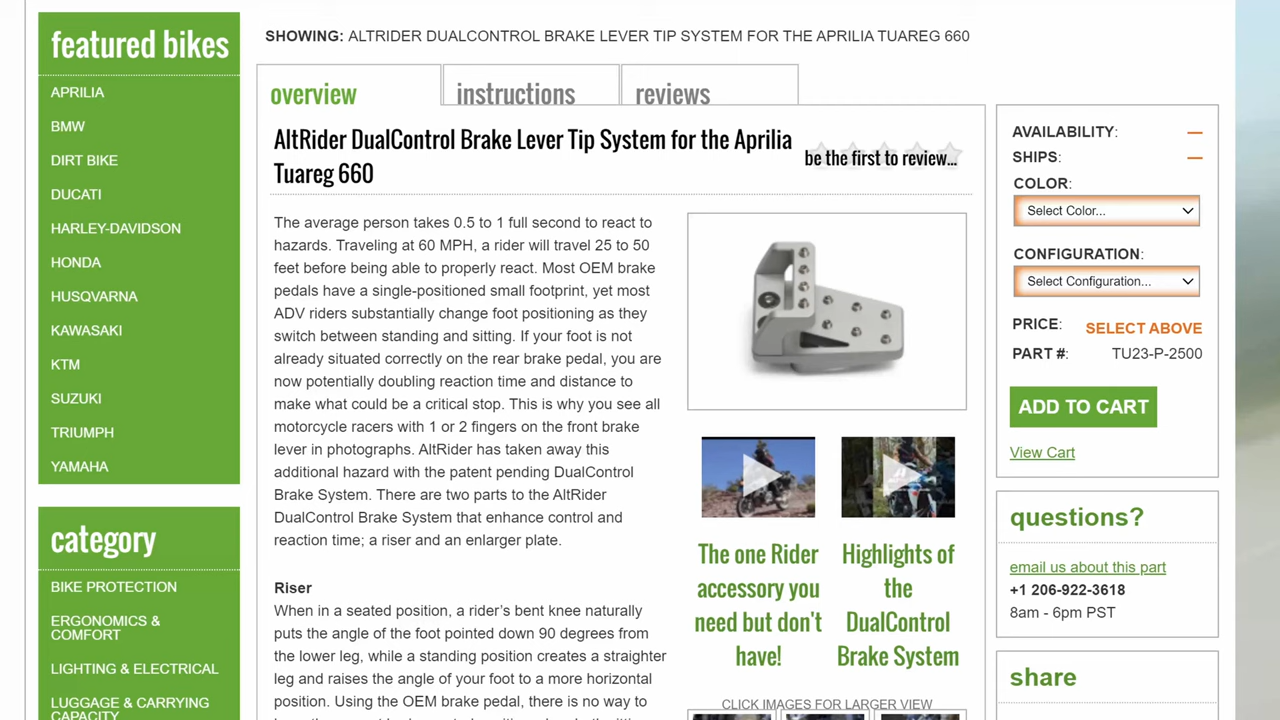 featured bikes
APRILIA
BMW
DIRT BIKE
DUCATI
HARLEY-DAVIDSON
HONDA
HUSQVARNA
KAWASAKI
KTM
SUZUKI
TRIUMPH
YAMAHA
category
BIKE PROTECTION
ERGONOMICS &
COMFORT
LIGHTING & ELECTRICAL
LUGGAGE & CARRYING
CAPACITY
SHOWING: ALTRIDER DUALCONTROL BRAKE LEVER TIP SYSTEM FOR THE APRILIA TUAREG 660
overview
instructions
reviews
AltRider DualControl Brake Lever Tip System for the Aprilia
Tuareg 660
be the first to review...
The average person takes 0.5 to 1 full second to react to
hazards. Traveling at 60 MPH, a rider will travel 25 to 50
feet before being able to properly react. Most OEM brake
pedals have a single-positioned small footprint, yet most
ADV riders substantially change foot positioning as they
switch between standing and sitting. If your foot is not
already situated correctly on the rear brake pedal, you are
now potentially doubling reaction time and distance to
make what could be a critical stop. This is why you see all
motorcycle racers with 1 or 2 fingers on the front brake
lever in photographs. AltRider has taken away this
additional hazard with the patent pending DualControl
Brake System. There are two parts to the AltRider
DualControl Brake System that enhance control and
reaction time; a riser and an enlarger plate.
Riser
When in a seated position, a rider's bent knee naturally
puts the angle of the foot pointed down 90 degrees from
the lower leg, while a standing position creates a straighter
leg and raises the angle of your foot to a more horizontal
position. Using the OEM brake pedal, there is no way to
The one Rider
accessory you
need but don't
have!
Highlights of
the
DualControl
Brake System
CLICK IMAGES FOR LARGER VIEW
AVAILABILITY: —
SHIPS: —
COLOR:
Select Color...
CONFIGURATION:
Select Configuration...
PRICE: SELECT ABOVE
PART #: TU23-P-2500
ADD TO CART
View Cart
questions?
email us about this part
+1 206-922-3618
8am - 6pm PST
share